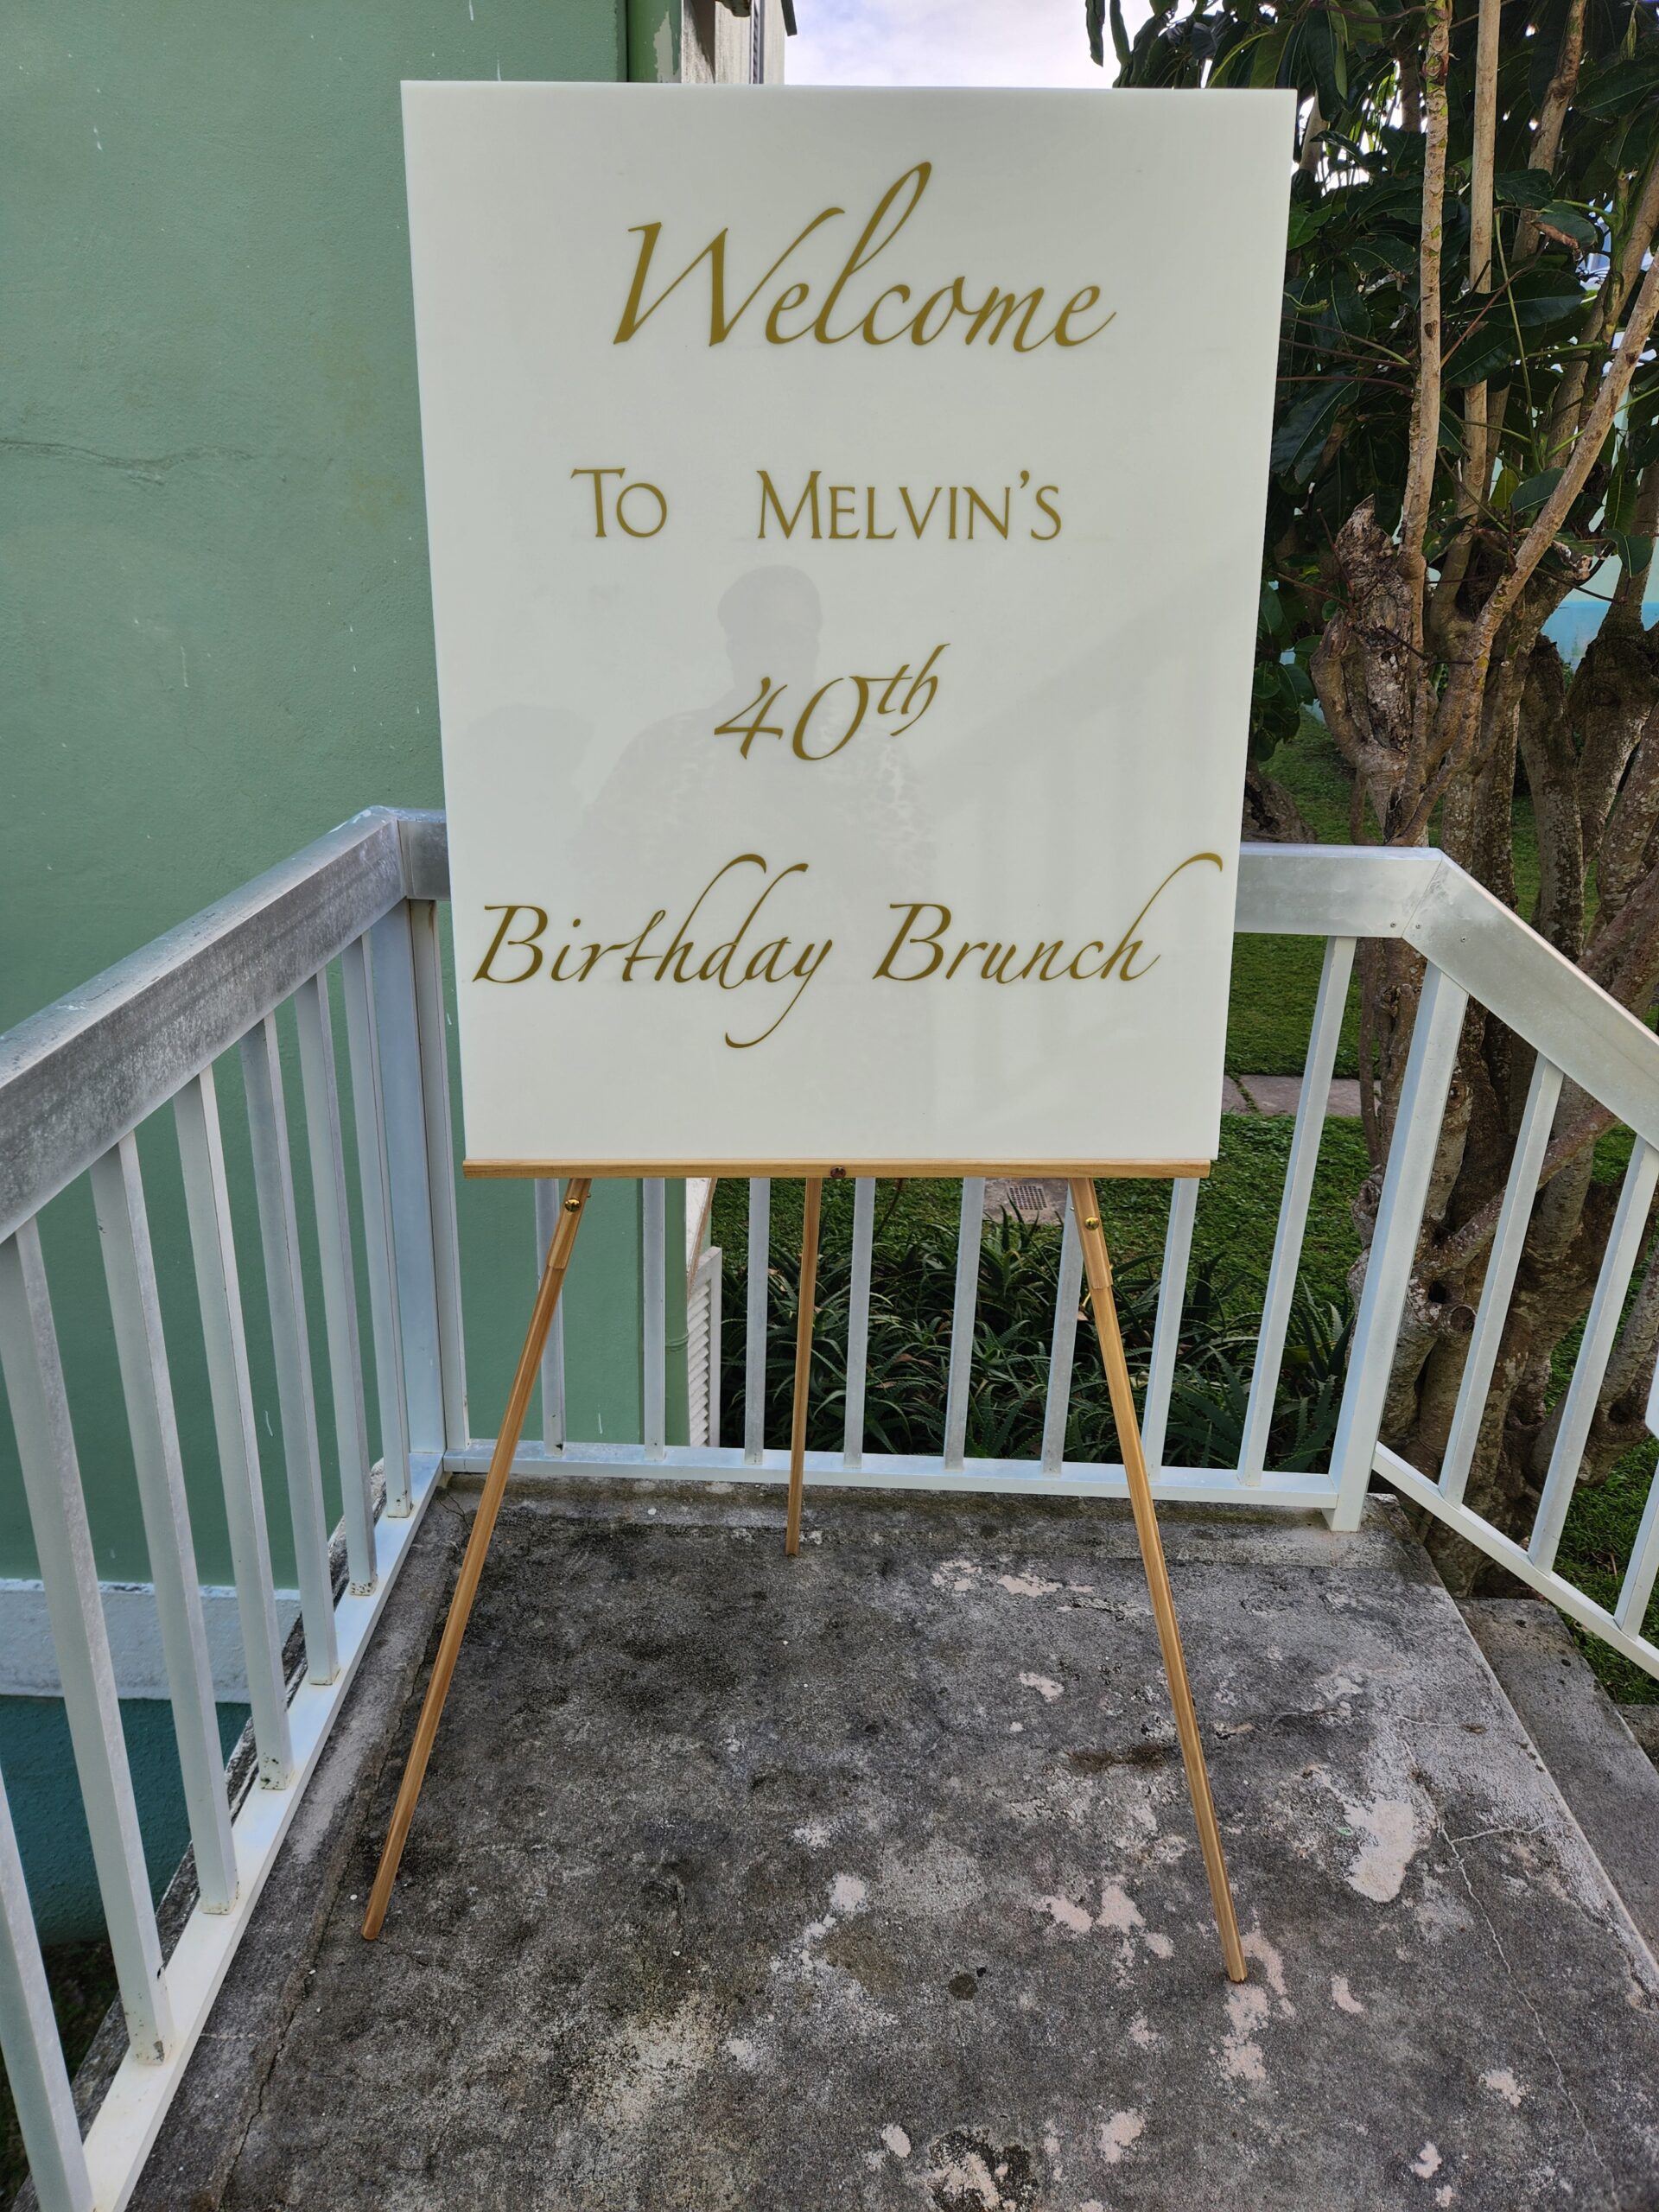 Welcome
To Melvin's
40th
Birthday Brunch